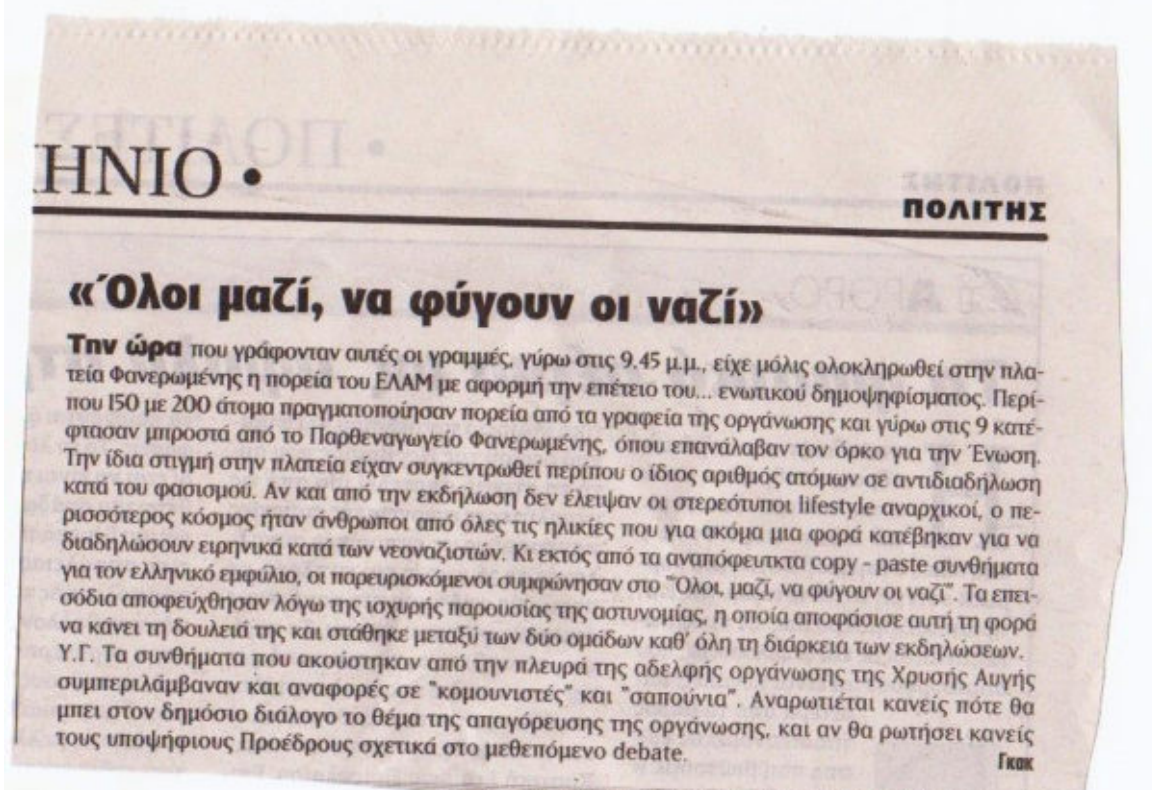 ΗΝΙΟ •
ΠΟΛΙΤΗΣ
«Όλοι μαζί, να φύγουν οι ναζί»
Την ώρα που γράφονταν αυτές οι γραμμές, γύρω στις 9.45 μ.μ., είχε μόλις ολοκληρωθεί στην πλα-
τεία Φανερωμένης η πορεία του ΕΛΑΜ με αφορμή την επέτειο του... ενωτικού δημοψηφίσματος. Περί-
που 150 με 200 άτομα πραγματοποίησαν πορεία από τα γραφεία της οργάνωσης και γύρω στις 9 κατέ-
φτασαν μπροστά από το Παρθεναγωγείο Φανερωμένης, όπου επανάλαβαν τον όρκο για την Ένωση.
Την ίδια στιγμή στην πλατεία είχαν συγκεντρωθεί περίπου ο ίδιος αριθμός ατόμων σε αντιδιαδήλωση
κατά του φασισμού. Αν και από την εκδήλωση δεν έλειψαν οι στερεότυποι lifestyle αναρχικοί, ο πε-
ρισσότερος κόσμος ήταν άνθρωποι από όλες τις ηλικίες που για ακόμα μια φορά κατέβηκαν για να
διαδηλώσουν ειρηνικά κατά των νεοναζιστών. Κι εκτός από τα αναπόφευτκτα copy - paste συνθήματα
για τον ελληνικό εμφύλιο, οι παρευρισκόμενοι συμφώνησαν στο "Όλοι, μαζί, να φύγουν οι ναζί". Τα επει-
σόδια αποφεύχθησαν λόγω της ισχυρής παρουσίας της αστυνομίας, η οποία αποφάσισε αυτή τη φορά
να κάνει τη δουλειά της και στάθηκε μεταξύ των δύο ομάδων καθ' όλη τη διάρκεια των εκδηλώσεων.
Υ.Γ. Τα συνθήματα που ακούστηκαν από την πλευρά της αδελφής οργάνωσης της Χρυσής Αυγής
συμπεριλάμβαναν και αναφορές σε "κομουνιστές" και "σαπούνια". Αναρωτιέται κανείς πότε θα
μπει στον δημόσιο διάλογο το θέμα της απαγόρευσης της οργάνωσης, και αν θα ρωτήσει κανείς
τους υποψήφιους Προέδρους σχετικά στο μεθεπόμενο debate.
Γκακ